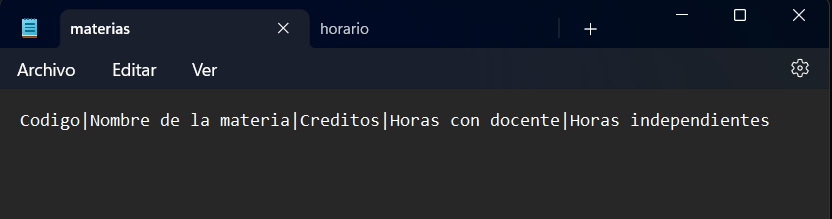 materias
horario
Archivo Editar Ver
Codigo|Nombre de la materia|Creditos|Horas con docente|Horas independientes